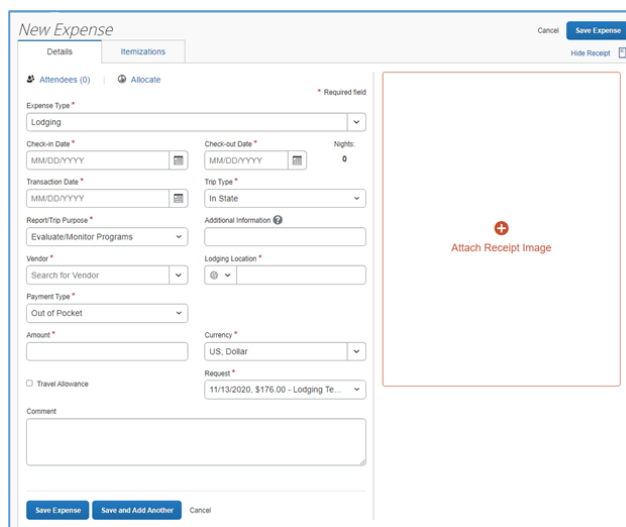 New Expense
Cancel Save Expense
Details Itemizations
Hide Receipt
Attendees (0) | Allocate
* Required field
Expense Type *
Lodging
Check-in Date * Check-out Date * Nights:
MM/DD/YYYY MM/DD/YYYY 0
Transaction Date * Trip Type *
MM/DD/YYYY In State
Report/Trip Purpose * Additional Information
Evaluate/Monitor Programs
Vendor * Lodging Location *
Search for Vendor
Attach Receipt Image
Payment Type *
Out of Pocket
Amount * Currency *
US, Dollar
Travel Allowance
Request *
11/13/2020, $176.00 - Lodging Te...
Comment
Save Expense Save and Add Another Cancel